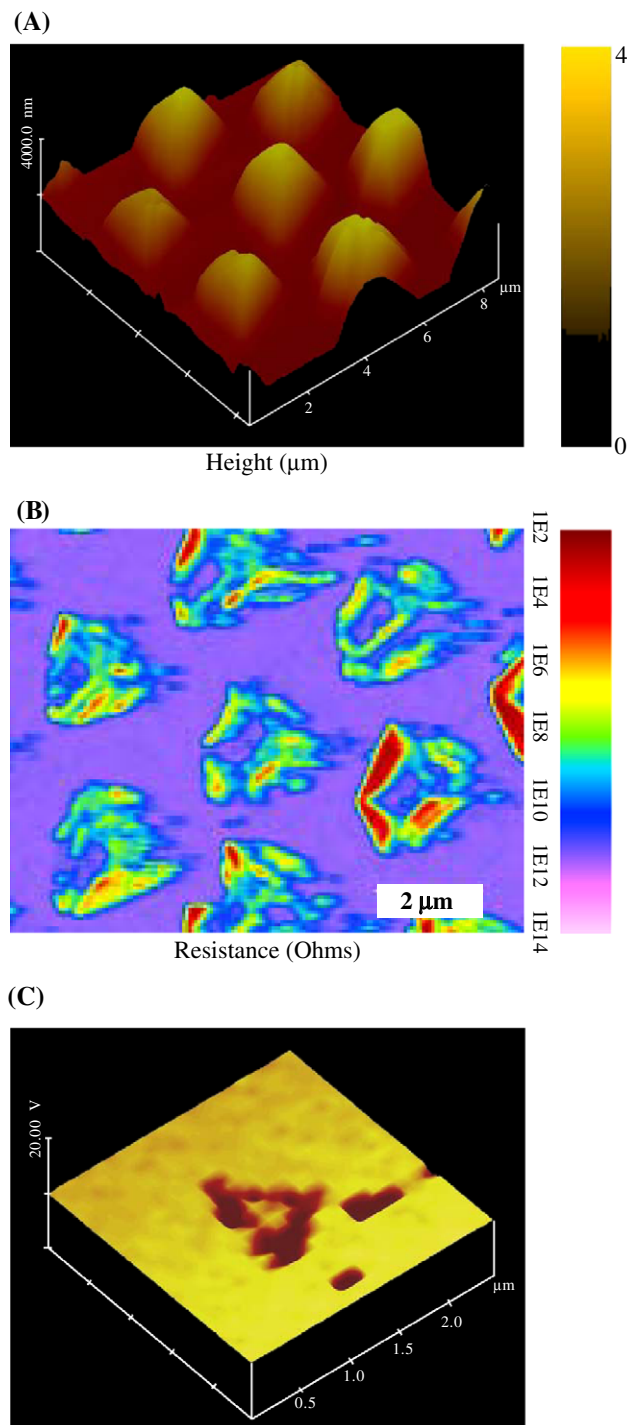 (A)
4
4000.0 nm
µm
8
6
4
2
0
Height (µm)
(B)
1E2
1E4
1E6
1E8
1E10
1E12
1E14
2 µm
Resistance (Ohms)
(C)
20.00 V
µm
2.0
1.5
1.0
0.5